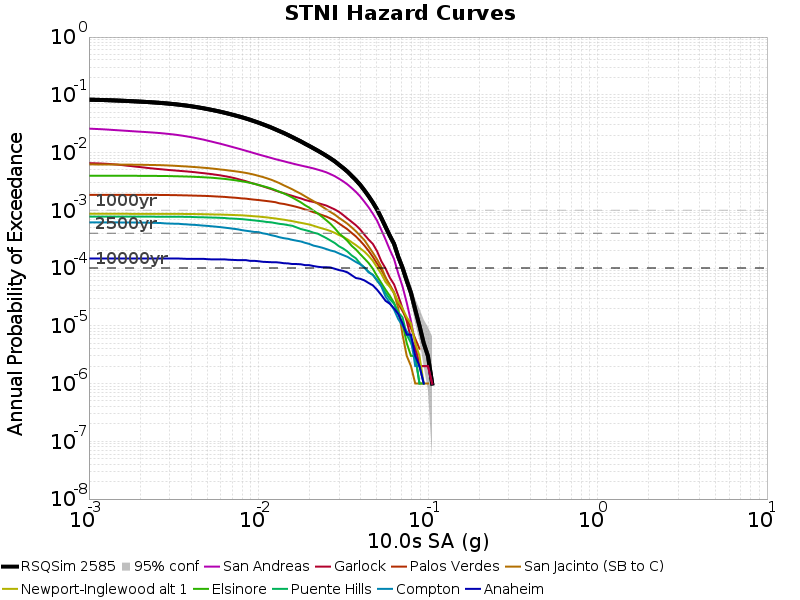 STNI Hazard Curves
10^0
10^-1
10^-2
10^-3
10^-4
10^-5
10^-6
10^-7
10^-8
Annual Probability of Exceedance
1000yr
2500yr
10000yr
10^-3 10^-2 10^-1 10^0 10^1
10.0s SA (g)
RSQSim 2585 95% conf San Andreas Garlock Palos Verdes San Jacinto (SB to C)
Newport-Inglewood alt 1 Elsinore Puente Hills Compton Anaheim